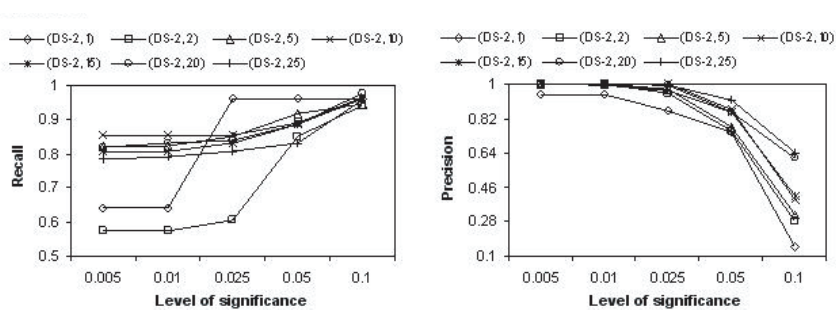 (DS-2,1) (DS-2,2) (DS-2,5) (DS-2,10)
(DS-2,15) (DS-2,20) (DS-2,25)
1
0.9
0.8
0.7
0.6
0.5
Recall
0.005 0.01 0.025 0.05 0.1
Level of significance
(DS-2,1) (DS-2,2) (DS-2,5) (DS-2,10)
(DS-2,15) (DS-2,20) (DS-2,25)
1
0.82
0.64
0.46
0.28
0.1
Precision
0.005 0.01 0.025 0.05 0.1
Level of significance